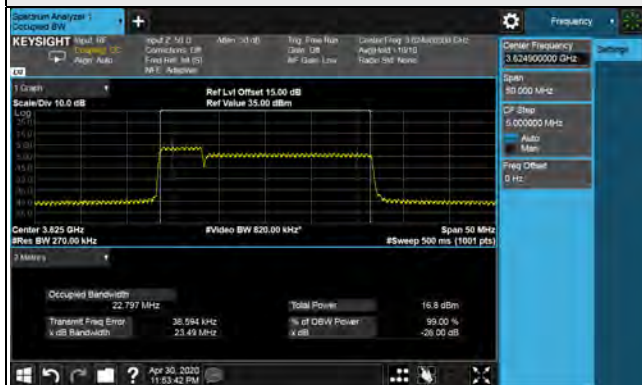 Spectrum Analyzer 1
Occupied BW
Frequency
KEYSIGHT Input: RF
Coupling: DC
Align: Auto
Input Z: 50 Ω
Corrections: Off
Freq Ref: Int (S)
NFE: Adaptive
Atten: 30 dB
Trig: Free Run
Gate: Off
#IF Gain: Low
Center Freq: 3.624900000 GHz
Avg|Hold: 10/10
Radio Std: None
Center Frequency
3.624900000 GHz
Settings
Span
50.000 MHz
CF Step
5.000000 MHz
Auto
Man
Freq Offset
0 Hz
1 Graph
Scale/Div 10.0 dB
Ref Lvl Offset 15.00 dB
Ref Value 35.00 dBm
Log
Center 3.625 GHz
#Res BW 270.00 kHz
#Video BW 820.00 kHz*
Span 50 MHz
#Sweep 500 ms (1001 pts)
2 Metrics
Occupied Bandwidth
22.797 MHz
Total Power
16.8 dBm
Transmit Freq Error
38.594 kHz
% of OBW Power
99.00 %
x dB Bandwidth
23.49 MHz
x dB
-26.00 dB
Apr 30, 2020
11:53:42 PM